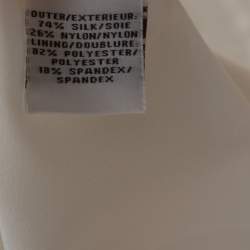 OUTER/EXTERIEUR:
74% SILK/SOIE
26% NYLON/NYLON
LINING/DOUBLURE:
82% POLYESTER/
POLYESTER
18% SPANDEX/
SPANDEX